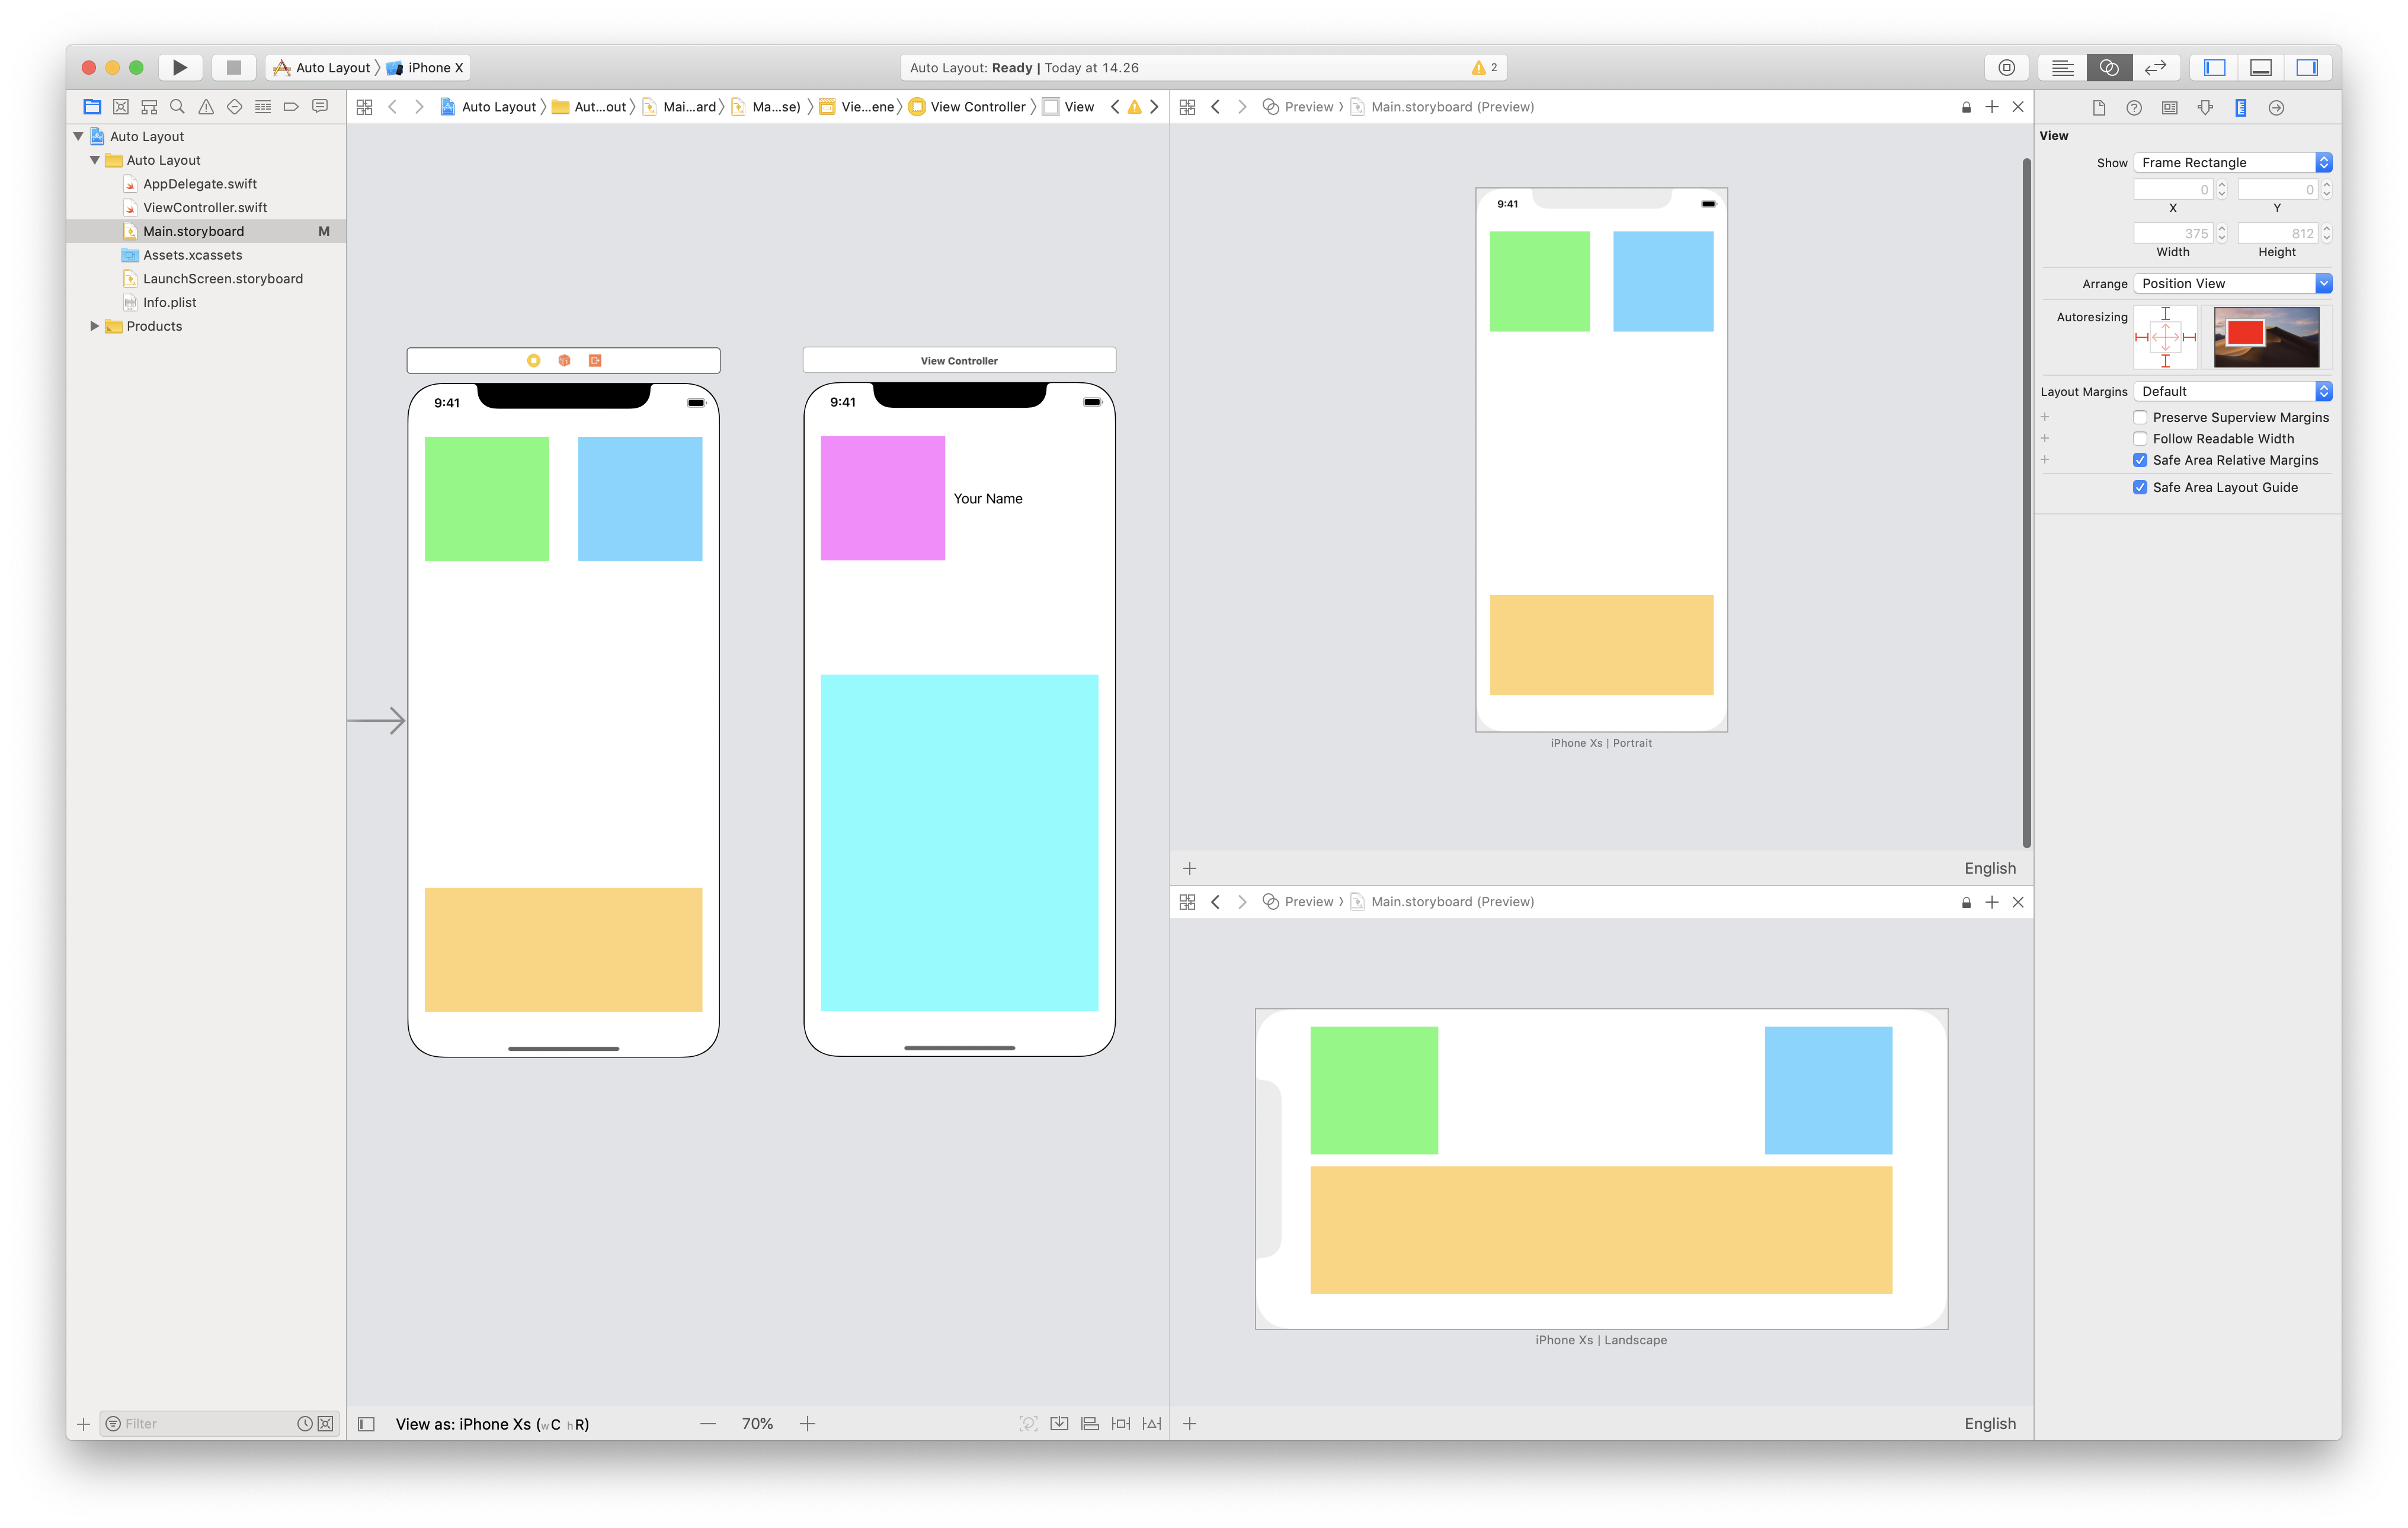 Auto Layout 〉 iPhone X
Auto Layout: Ready | Today at 14.26
2
Auto Layout 〉 Aut...out 〉 Mai...ard 〉 Ma...se) 〉 Vie...ene 〉 View Controller 〉 View
Preview 〉 Main.storyboard (Preview)
Auto Layout
Auto Layout
AppDelegate.swift
ViewController.swift
Main.storyboard M
Assets.xcassets
LaunchScreen.storyboard
Info.plist
Products
Filter
View Controller
9:41
9:41
Your Name
View as: iPhone Xs (wC hR)
70%
9:41
iPhone Xs | Portrait
English
Preview 〉 Main.storyboard (Preview)
iPhone Xs | Landscape
English
View
Show Frame Rectangle
0 0
X Y
375 812
Width Height
Arrange Position View
Autoresizing
Layout Margins Default
Preserve Superview Margins
Follow Readable Width
Safe Area Relative Margins
Safe Area Layout Guide